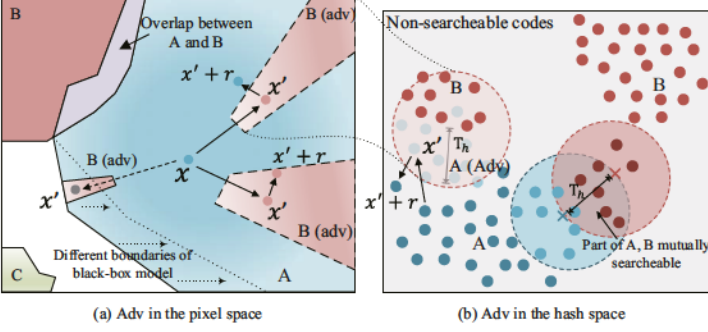 B
Overlap between
A and B
B (adv)
x' + r
x'
B (adv)
x
x' + r
x'
x'
B (adv)
Different boundaries of
black-box model
C
A
(a) Adv in the pixel space
Non-searcheable codes
B
B
x'
T_h
A (Adv)
x' + r
T_h
A
Part of A, B mutually
searcheable
(b) Adv in the hash space